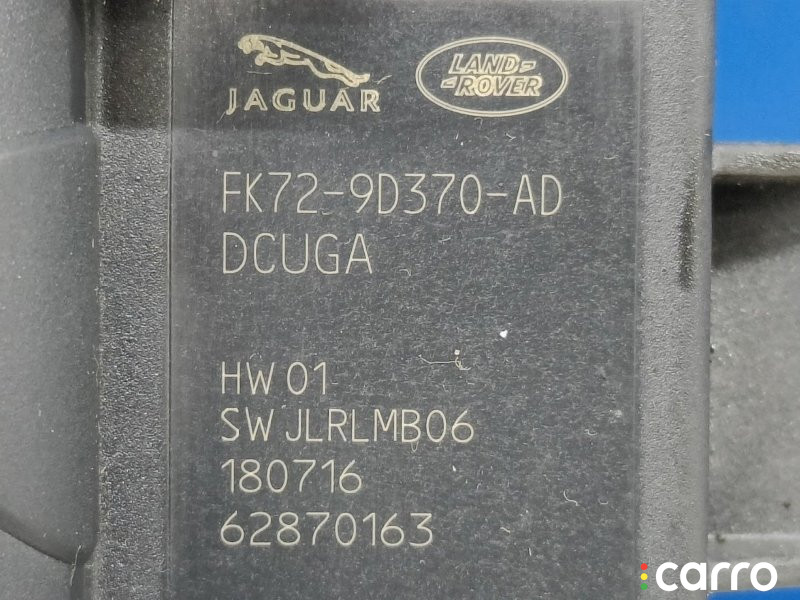 JAGUAR
LAND-
-ROVER
FK72-9D370-AD
DCUGA
HW 01
SW JLRLMB06
180716
62870163
carro